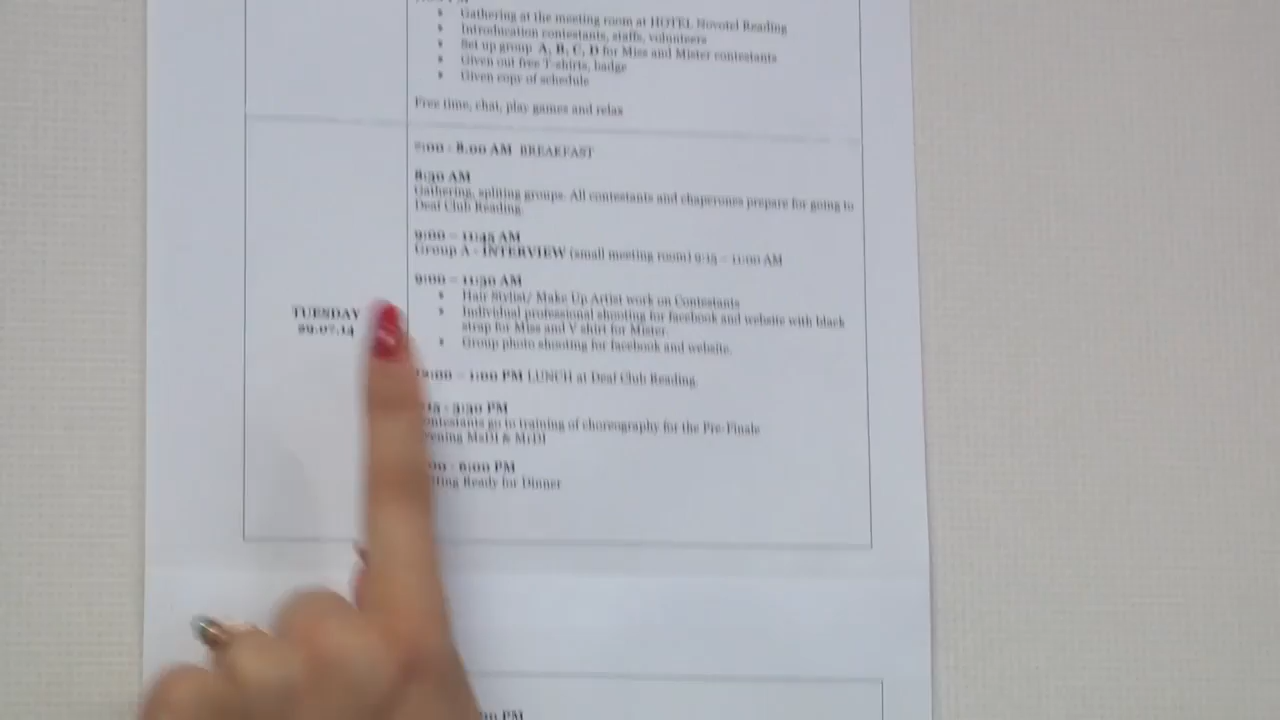 Gathering at the meeting room at HOTEL Novotel Reading
Introduction contestants, staffs, volunteers
Set up group A, B, C, D for Miss and Mister contestants
Given out free T-shirts, badge
Given copy of schedule
Free time, chat, play games and relax
7:00 - 8.00 AM BREAKFAST
8:30 AM
Gathering, spliting groups. All contestants and chaperones prepare for going to
Deaf Club Reading.
9:00 – 11:45 AM
Group A - INTERVIEW (small meeting room) 9:15 – 11:00 AM
9:00 – 11:30 AM
Hair Stylist/ Make Up Artist work on Contestants
Individual professional shooting for facebook and website with black
strap for Miss and V shirt for Mister.
Group photo shooting for facebook and website.
TUESDAY
29.07.14
– 1:00 PM LUNCH at Deaf Club Reading
- 5:30 PM
go to training of choreography for the Pre-Finale
MsDI & MrDI
- 6:00 PM
Ready for Dinner
PM